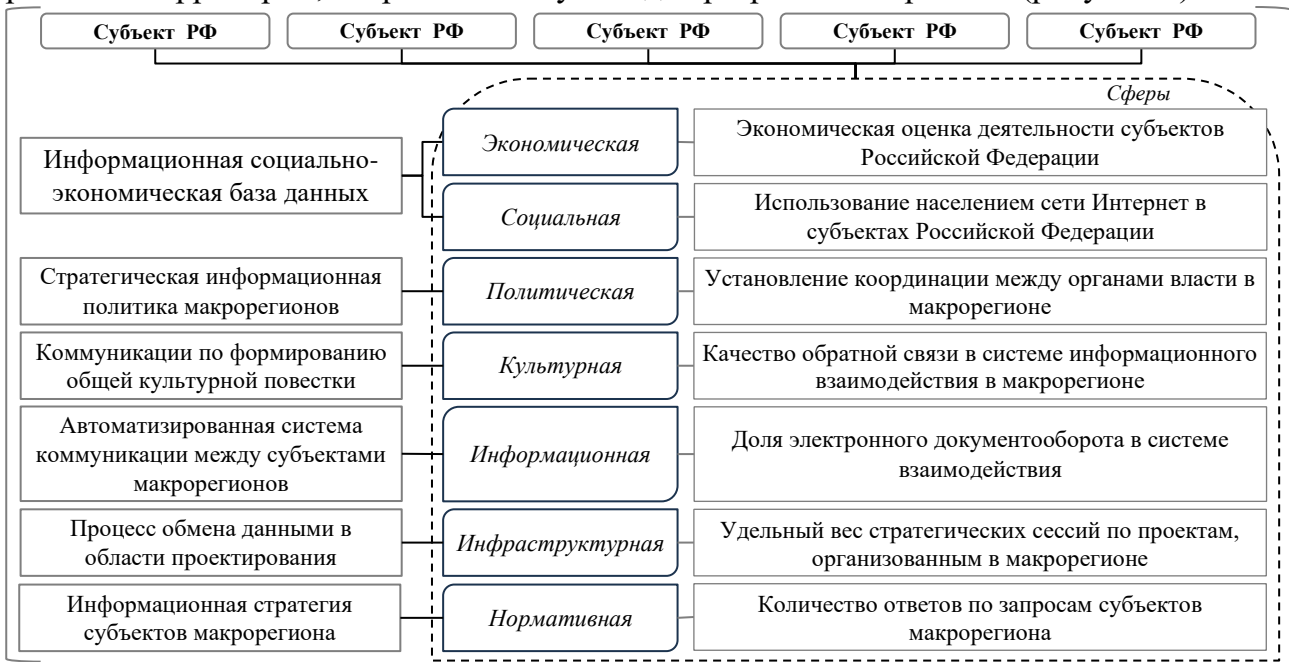 Субъект РФ
Субъект РФ
Субъект РФ
Субъект РФ
Субъект РФ
Сферы
Информационная социально-
экономическая база данных
Экономическая
Экономическая оценка деятельности субъектов
Российской Федерации
Социальная
Использование населением сети Интернет в
субъектах Российской Федерации
Стратегическая информационная
политика макрорегионов
Политическая
Установление координации между органами власти в
макрорегионе
Коммуникации по формированию
общей культурной повестки
Культурная
Качество обратной связи в системе информационного
взаимодействия в макрорегионе
Автоматизированная система
коммуникации между субъектами
макрорегионов
Информационная
Доля электронного документооборота в системе
взаимодействия
Процесс обмена данными в
области проектирования
Инфраструктурная
Удельный вес стратегических сессий по проектам,
организованным в макрорегионе
Информационная стратегия
субъектов макрорегиона
Нормативная
Количество ответов по запросам субъектов
макрорегиона